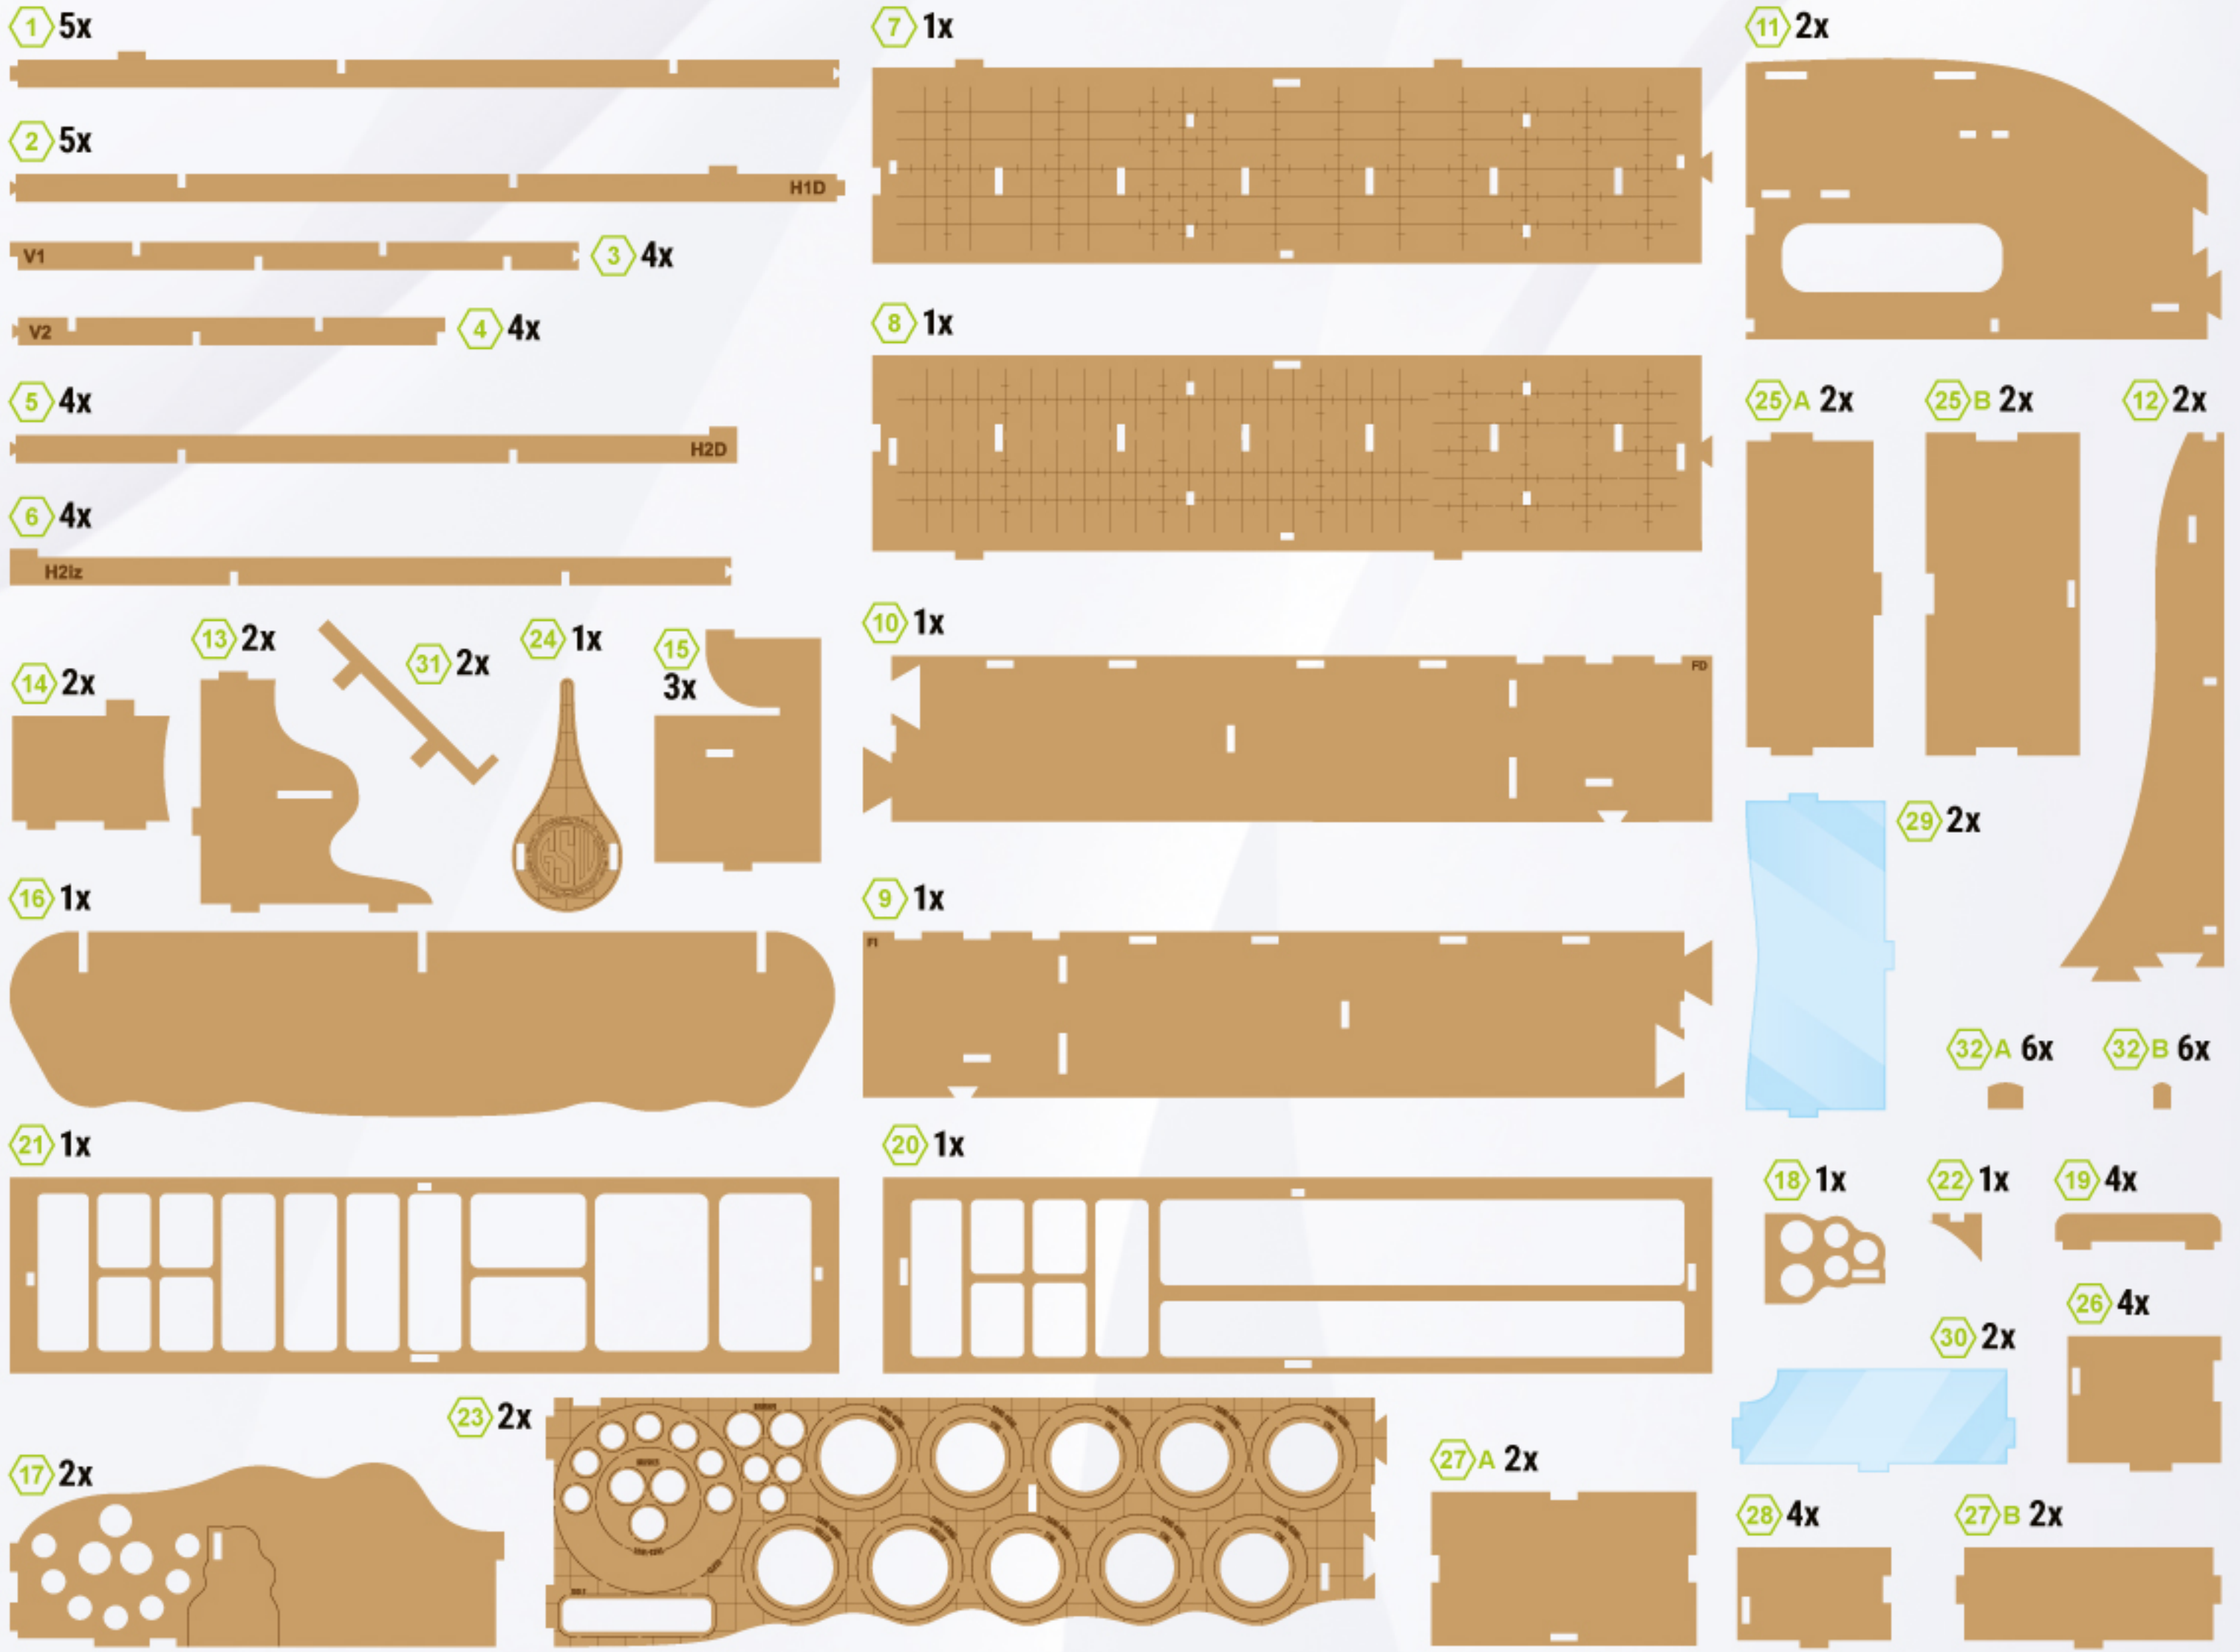 1 5x
2 5x
H1D
V1
3 4x
V2
4 4x
5 4x
H2D
6 4x
H2iz
7 1x
8 1x
11 2x
25 A 2x
25 B 2x
12 2x
14 2x
13 2x
31 2x
24 1x
GSW
15
3x
10 1x
FD
29 2x
16 1x
9 1x
FI
32 A 6x
32 B 6x
21 1x
20 1x
18 1x
22 1x
19 4x
26 4x
30 2x
23 2x
17 2x
27 A 2x
28 4x
27 B 2x